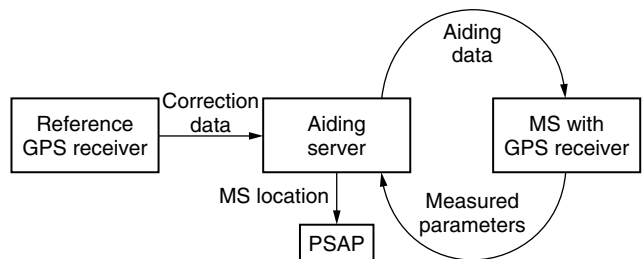 Aiding
data
Reference
GPS receiver
Correction
data
Aiding
server
MS with
GPS receiver
MS location
Measured
parameters
PSAP